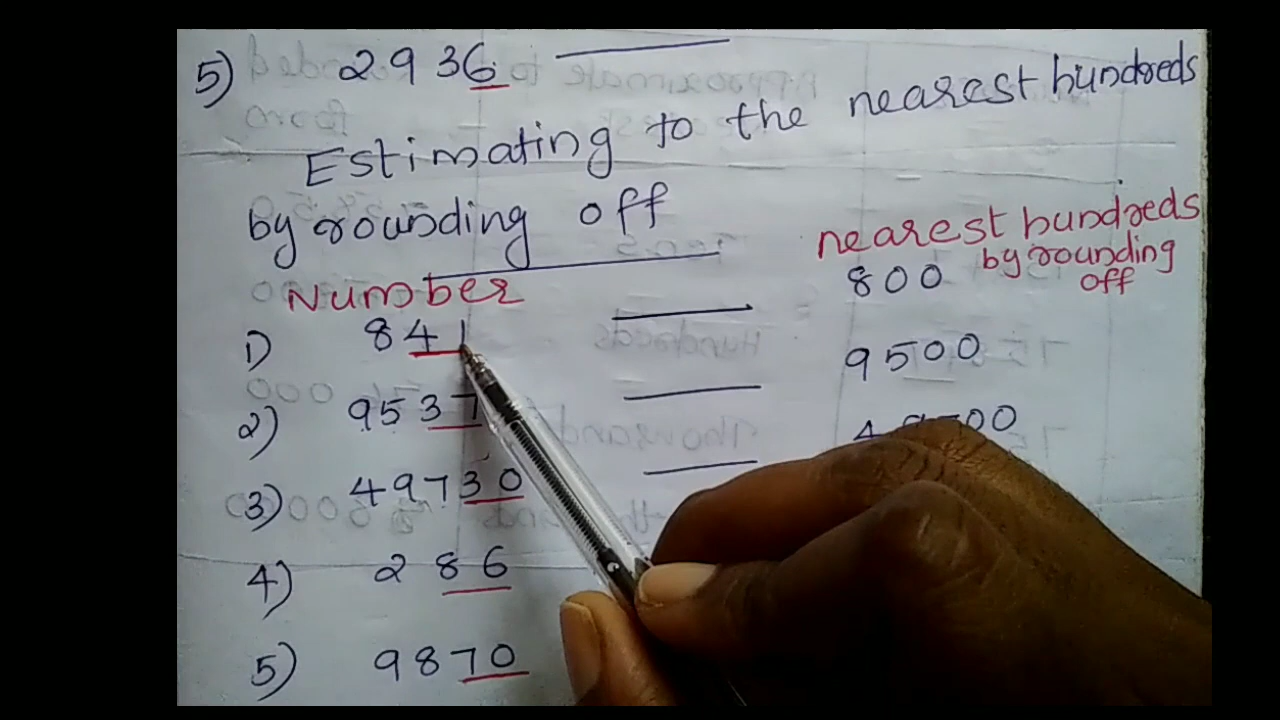 5) 2936
Estimating to the nearest hundreds
by rounding off
Number
nearest hundreds
by rounding
off
1) 841 800
2) 9537 9500
3) 49730
4) 286
5) 9870